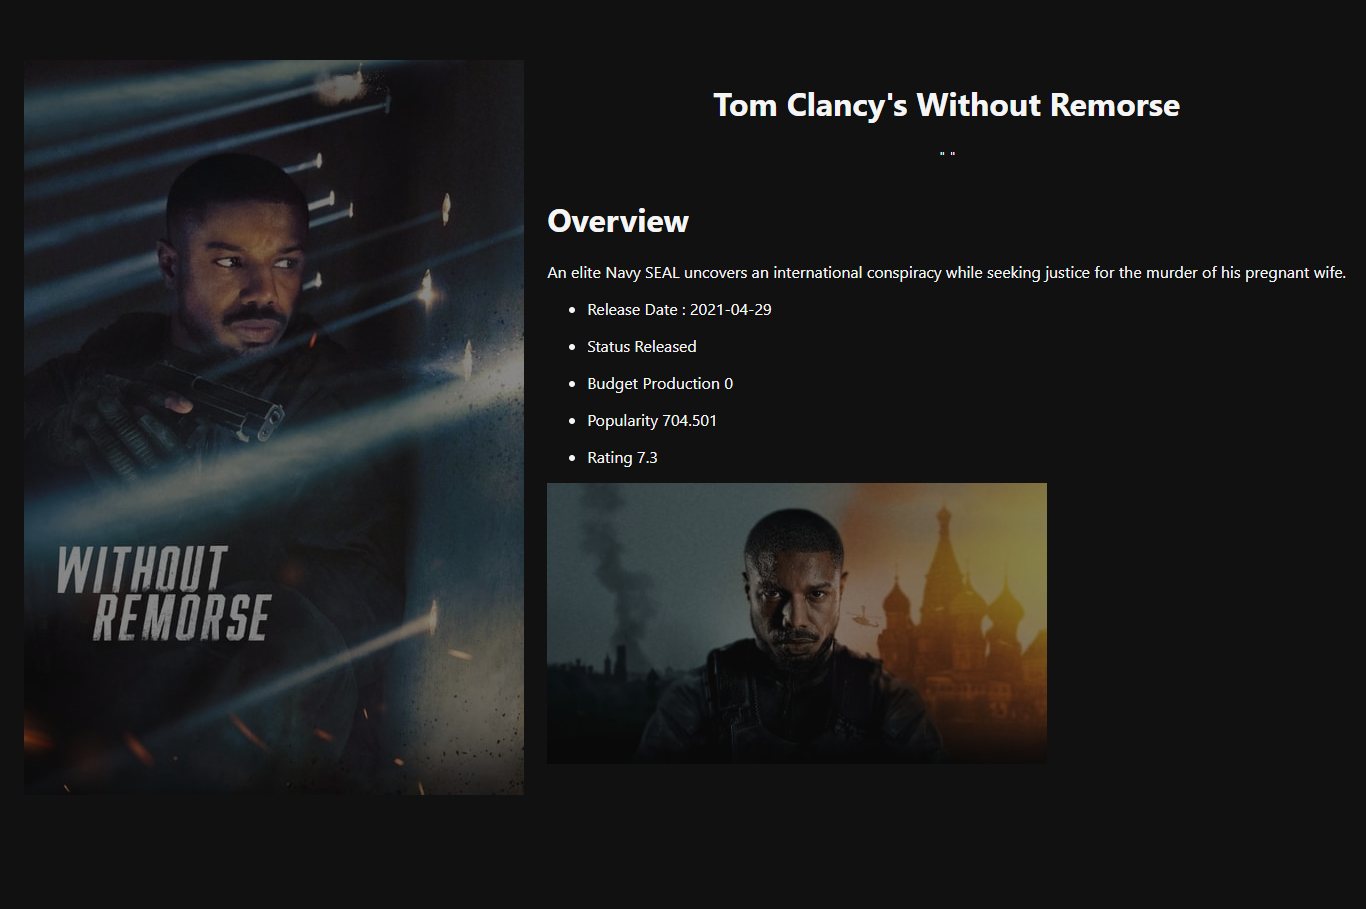 WITHOUT
REMORSE
Tom Clancy's Without Remorse
" "
Overview
An elite Navy SEAL uncovers an international conspiracy while seeking justice for the murder of his pregnant wife.
• Release Date : 2021-04-29
• Status Released
• Budget Production 0
• Popularity 704.501
• Rating 7.3